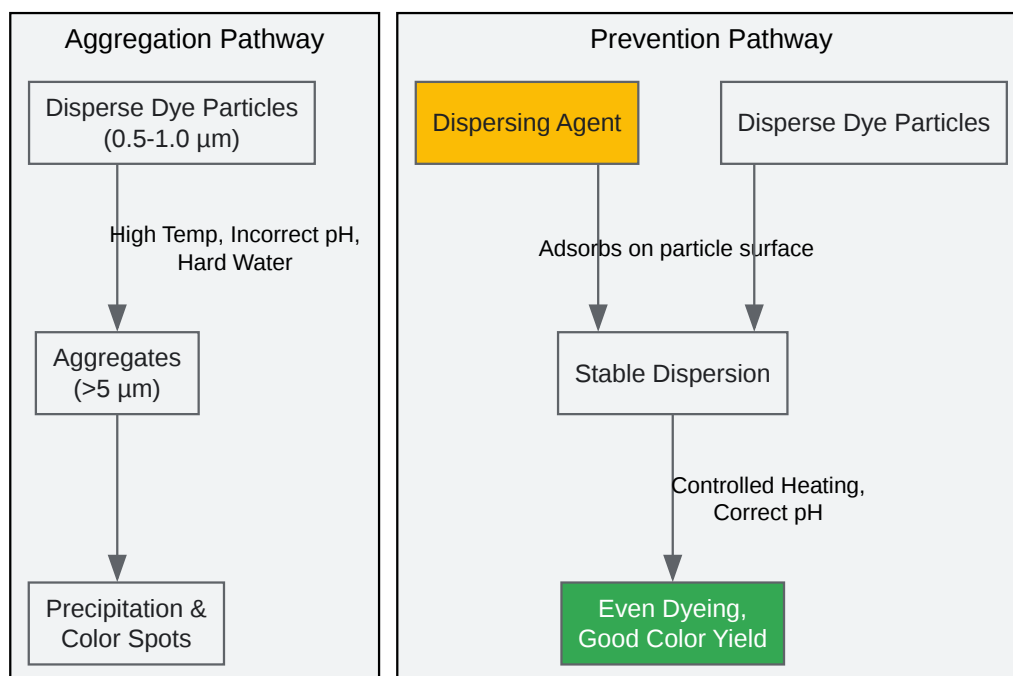 Aggregation Pathway
Disperse Dye Particles
(0.5-1.0 µm)
High Temp, Incorrect pH,
Hard Water
Aggregates
(>5 µm)
Precipitation &
Color Spots
Prevention Pathway
Dispersing Agent
Disperse Dye Particles
Adsorbs on particle surface
Stable Dispersion
Controlled Heating,
Correct pH
Even Dyeing,
Good Color Yield